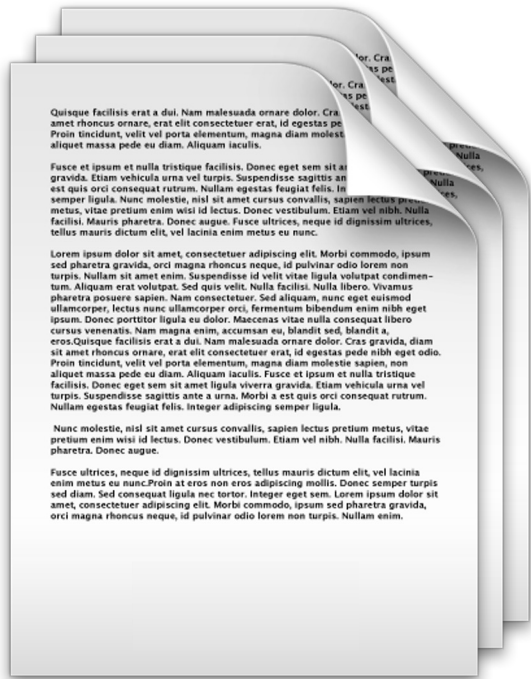 Quisque facilisis erat a dui. Nam malesuada ornare dolor. Cra
amet rhoncus ornare, erat elit consectetuer erat, id egestas pe
Proin tincidunt, velit vel porta elementum, magna diam molest
aliquet massa pede eu diam. Aliquam iaculis.
Fusce et ipsum et nulla tristique facilisis. Donec eget sem sit a
gravida. Etiam vehicula urna vel turpis. Suspendisse sagittis an
est quis orci consequat rutrum. Nullam egestas feugiat felis. In
semper ligula. Nunc molestie, nisl sit amet cursus convallis, sapien lectus pretium
metus, vitae pretium enim wisi id lectus. Donec vestibulum. Etiam vel nibh. Nulla
facilisi. Mauris pharetra. Donec augue. Fusce ultrices, neque id dignissim ultrices,
tellus mauris dictum elit, vel lacinia enim metus eu nunc.
Lorem ipsum dolor sit amet, consectetuer adipiscing elit. Morbi commodo, ipsum
sed pharetra gravida, orci magna rhoncus neque, id pulvinar odio lorem non
turpis. Nullam sit amet enim. Suspendisse id velit vitae ligula volutpat condimen-
tum. Aliquam erat volutpat. Sed quis velit. Nulla facilisi. Nulla libero. Vivamus
pharetra posuere sapien. Nam consectetuer. Sed aliquam, nunc eget euismod
ullamcorper, lectus nunc ullamcorper orci, fermentum bibendum enim nibh eget
ipsum. Donec porttitor ligula eu dolor. Maecenas vitae nulla consequat libero
cursus venenatis. Nam magna enim, accumsan eu, blandit sed, blandit a,
eros.Quisque facilisis erat a dui. Nam malesuada ornare dolor. Cras gravida, diam
sit amet rhoncus ornare, erat elit consectetuer erat, id egestas pede nibh eget odio.
Proin tincidunt, velit vel porta elementum, magna diam molestie sapien, non
aliquet massa pede eu diam. Aliquam iaculis. Fusce et ipsum et nulla tristique
facilisis. Donec eget sem sit amet ligula viverra gravida. Etiam vehicula urna vel
turpis. Suspendisse sagittis ante a urna. Morbi a est quis orci consequat rutrum.
Nullam egestas feugiat felis. Integer adipiscing semper ligula.
Nunc molestie, nisl sit amet cursus convallis, sapien lectus pretium metus, vitae
pretium enim wisi id lectus. Donec vestibulum. Etiam vel nibh. Nulla facilisi. Mauris
pharetra. Donec augue.
Fusce ultrices, neque id dignissim ultrices, tellus mauris dictum elit, vel lacinia
enim metus eu nunc.Proin at eros non eros adipiscing mollis. Donec semper turpis
sed diam. Sed consequat ligula nec tortor. Integer eget sem. Lorem ipsum dolor sit
amet, consectetuer adipiscing elit. Morbi commodo, ipsum sed pharetra gravida,
orci magna rhoncus neque, id pulvinar odio lorem non turpis. Nullam enim.